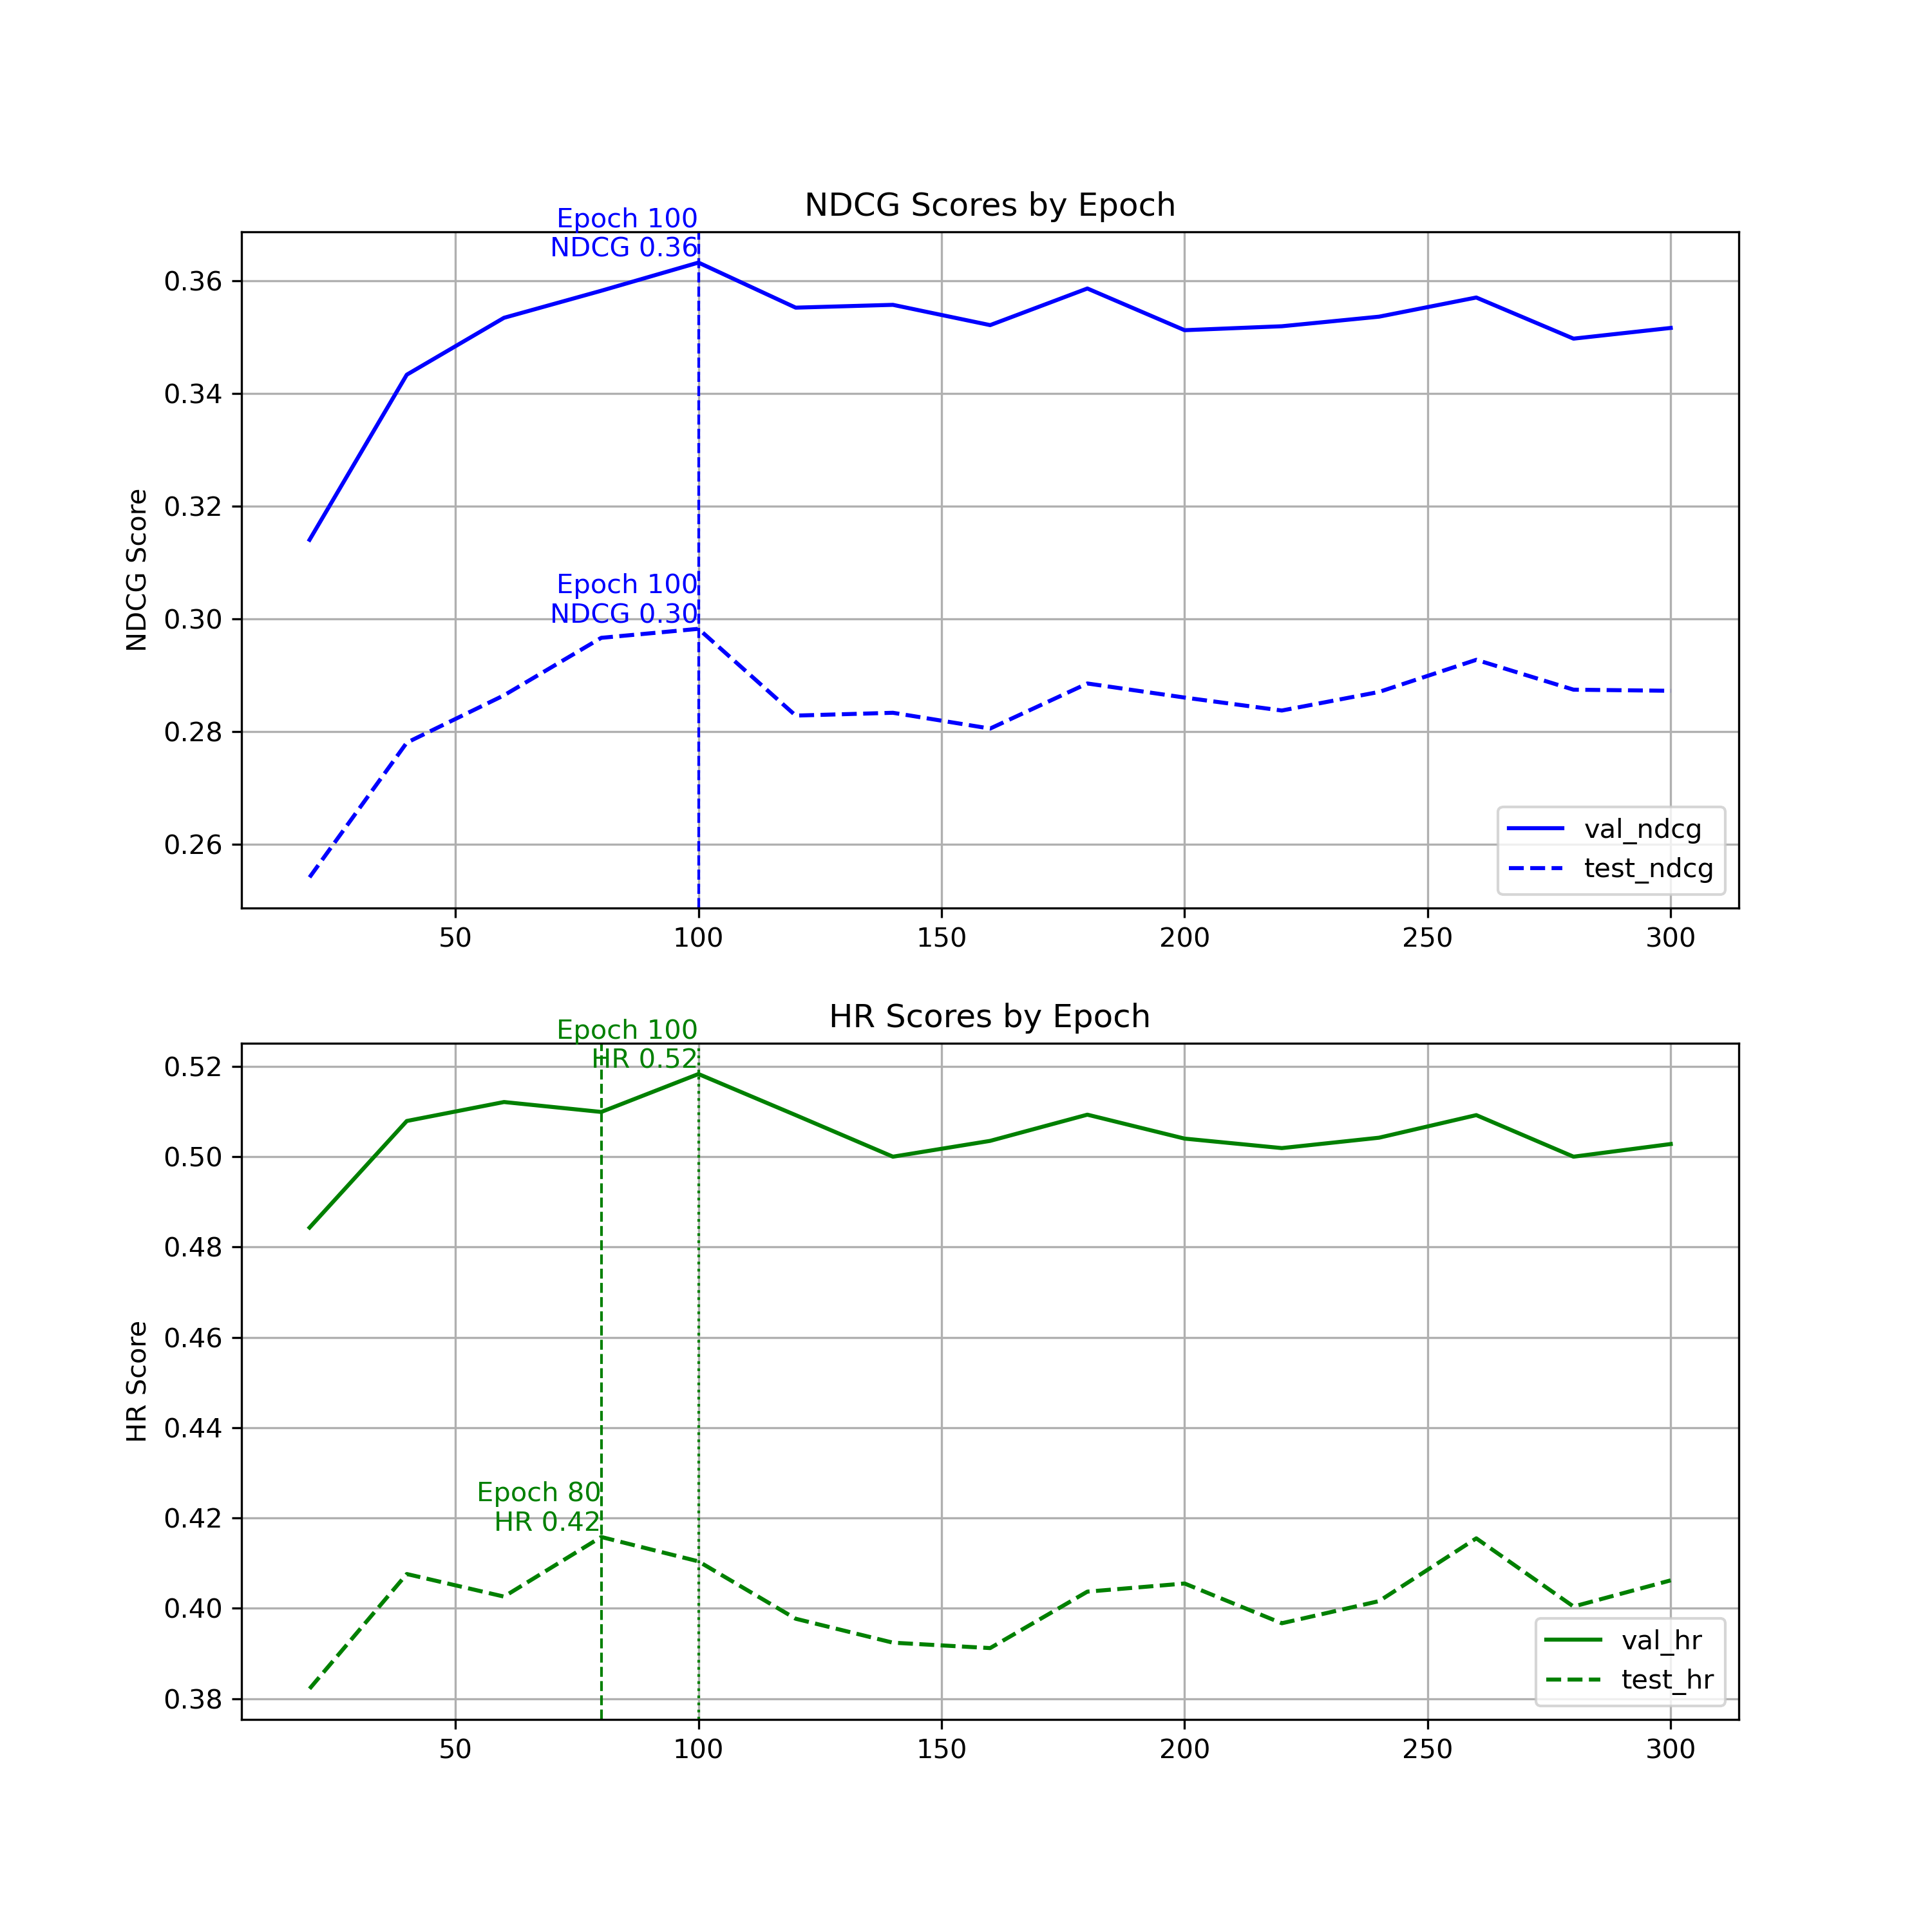 NDCG Scores by Epoch
Epoch 100
NDCG 0.36
0.36
0.34
0.32
0.30
0.28
0.26
NDCG Score
Epoch 100
NDCG 0.30
val_ndcg
test_ndcg
50 100 150 200 250 300
HR Scores by Epoch
Epoch 100
HR 0.52
0.52
0.50
0.48
0.46
0.44
0.42
0.40
0.38
HR Score
Epoch 80
HR 0.42
val_hr
test_hr
50 100 150 200 250 300